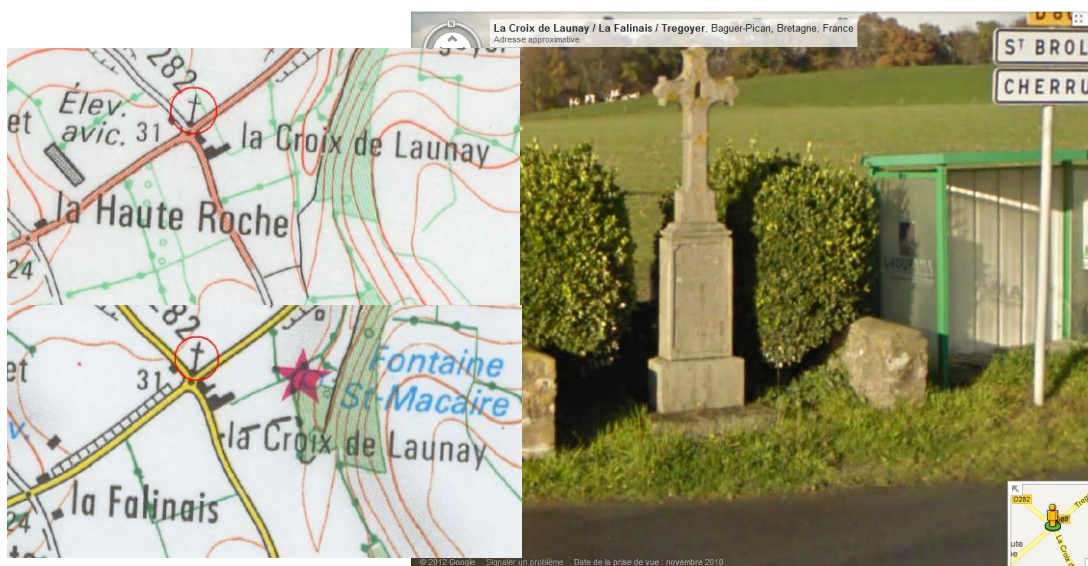 282
Élev.
avic.
31
et
la Croix de Launay
la Haute Roche
24
282
et
31
Fontaine
St-Macaire
la Croix de Launay
la Falinais
24
La Croix de Launay / La Falinais / Tregoyer, Baguer-Pican, Bretagne, France
Adresse approximative
N
ST BROL
CHERRU
D282
© 2012 Google Signaler un problème Date de la prise de vue : novembre 2010